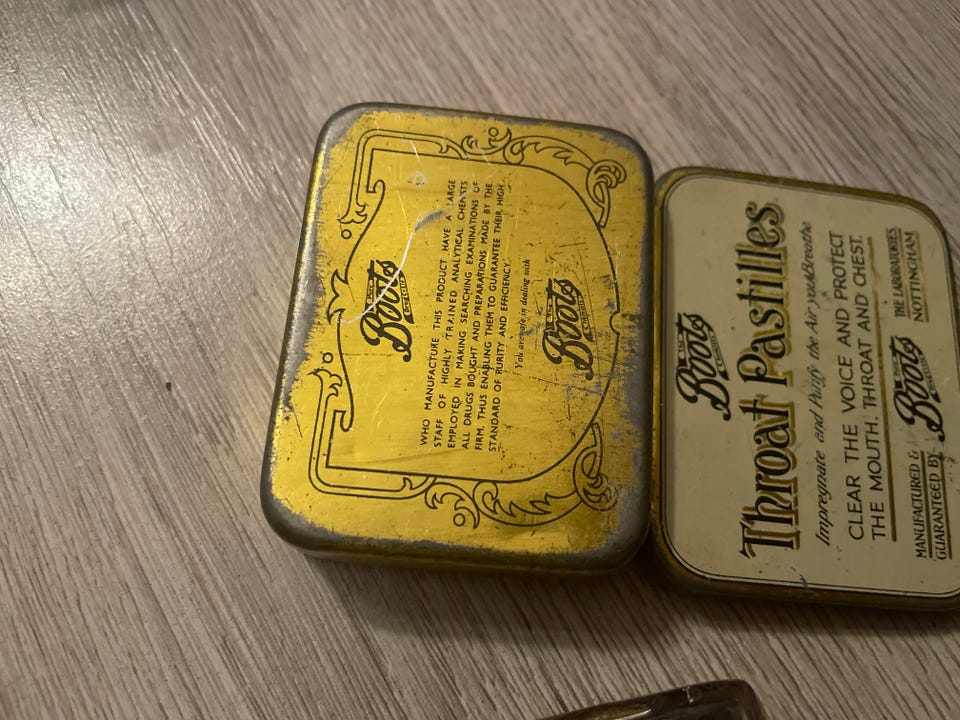 Boots
WHO MANUFACTURE THIS PRODUCT HAVE A LARGE
STAFF OF HIGHLY TRAINED ANALYTICAL CHEMISTS
EMPLOYED IN MAKING SEARCHING EXAMINATIONS OF
ALL DRUGS BOUGHT AND PREPARATIONS MADE BY THE
FIRM, THUS ENABLING THEM TO GUARANTEE THEIR HIGH
STANDARD OF PURITY AND EFFICIENCY.
You are safe in dealing with
Boots
Boots
Throat Pastilles
Impregnate and Purify the Air you Breathe
CLEAR THE VOICE AND PROTECT
THE MOUTH, THROAT AND CHEST.
MANUFACTURED &
GUARANTEED BY
Boots
THE LABORATORIES,
NOTTINGHAM